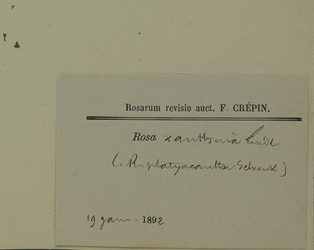 Rosarum revisio auct. F. CRÉPIN.
Rosa xanthina Lindl
(R. platyacantha Schrenk)
19 janv. 1892